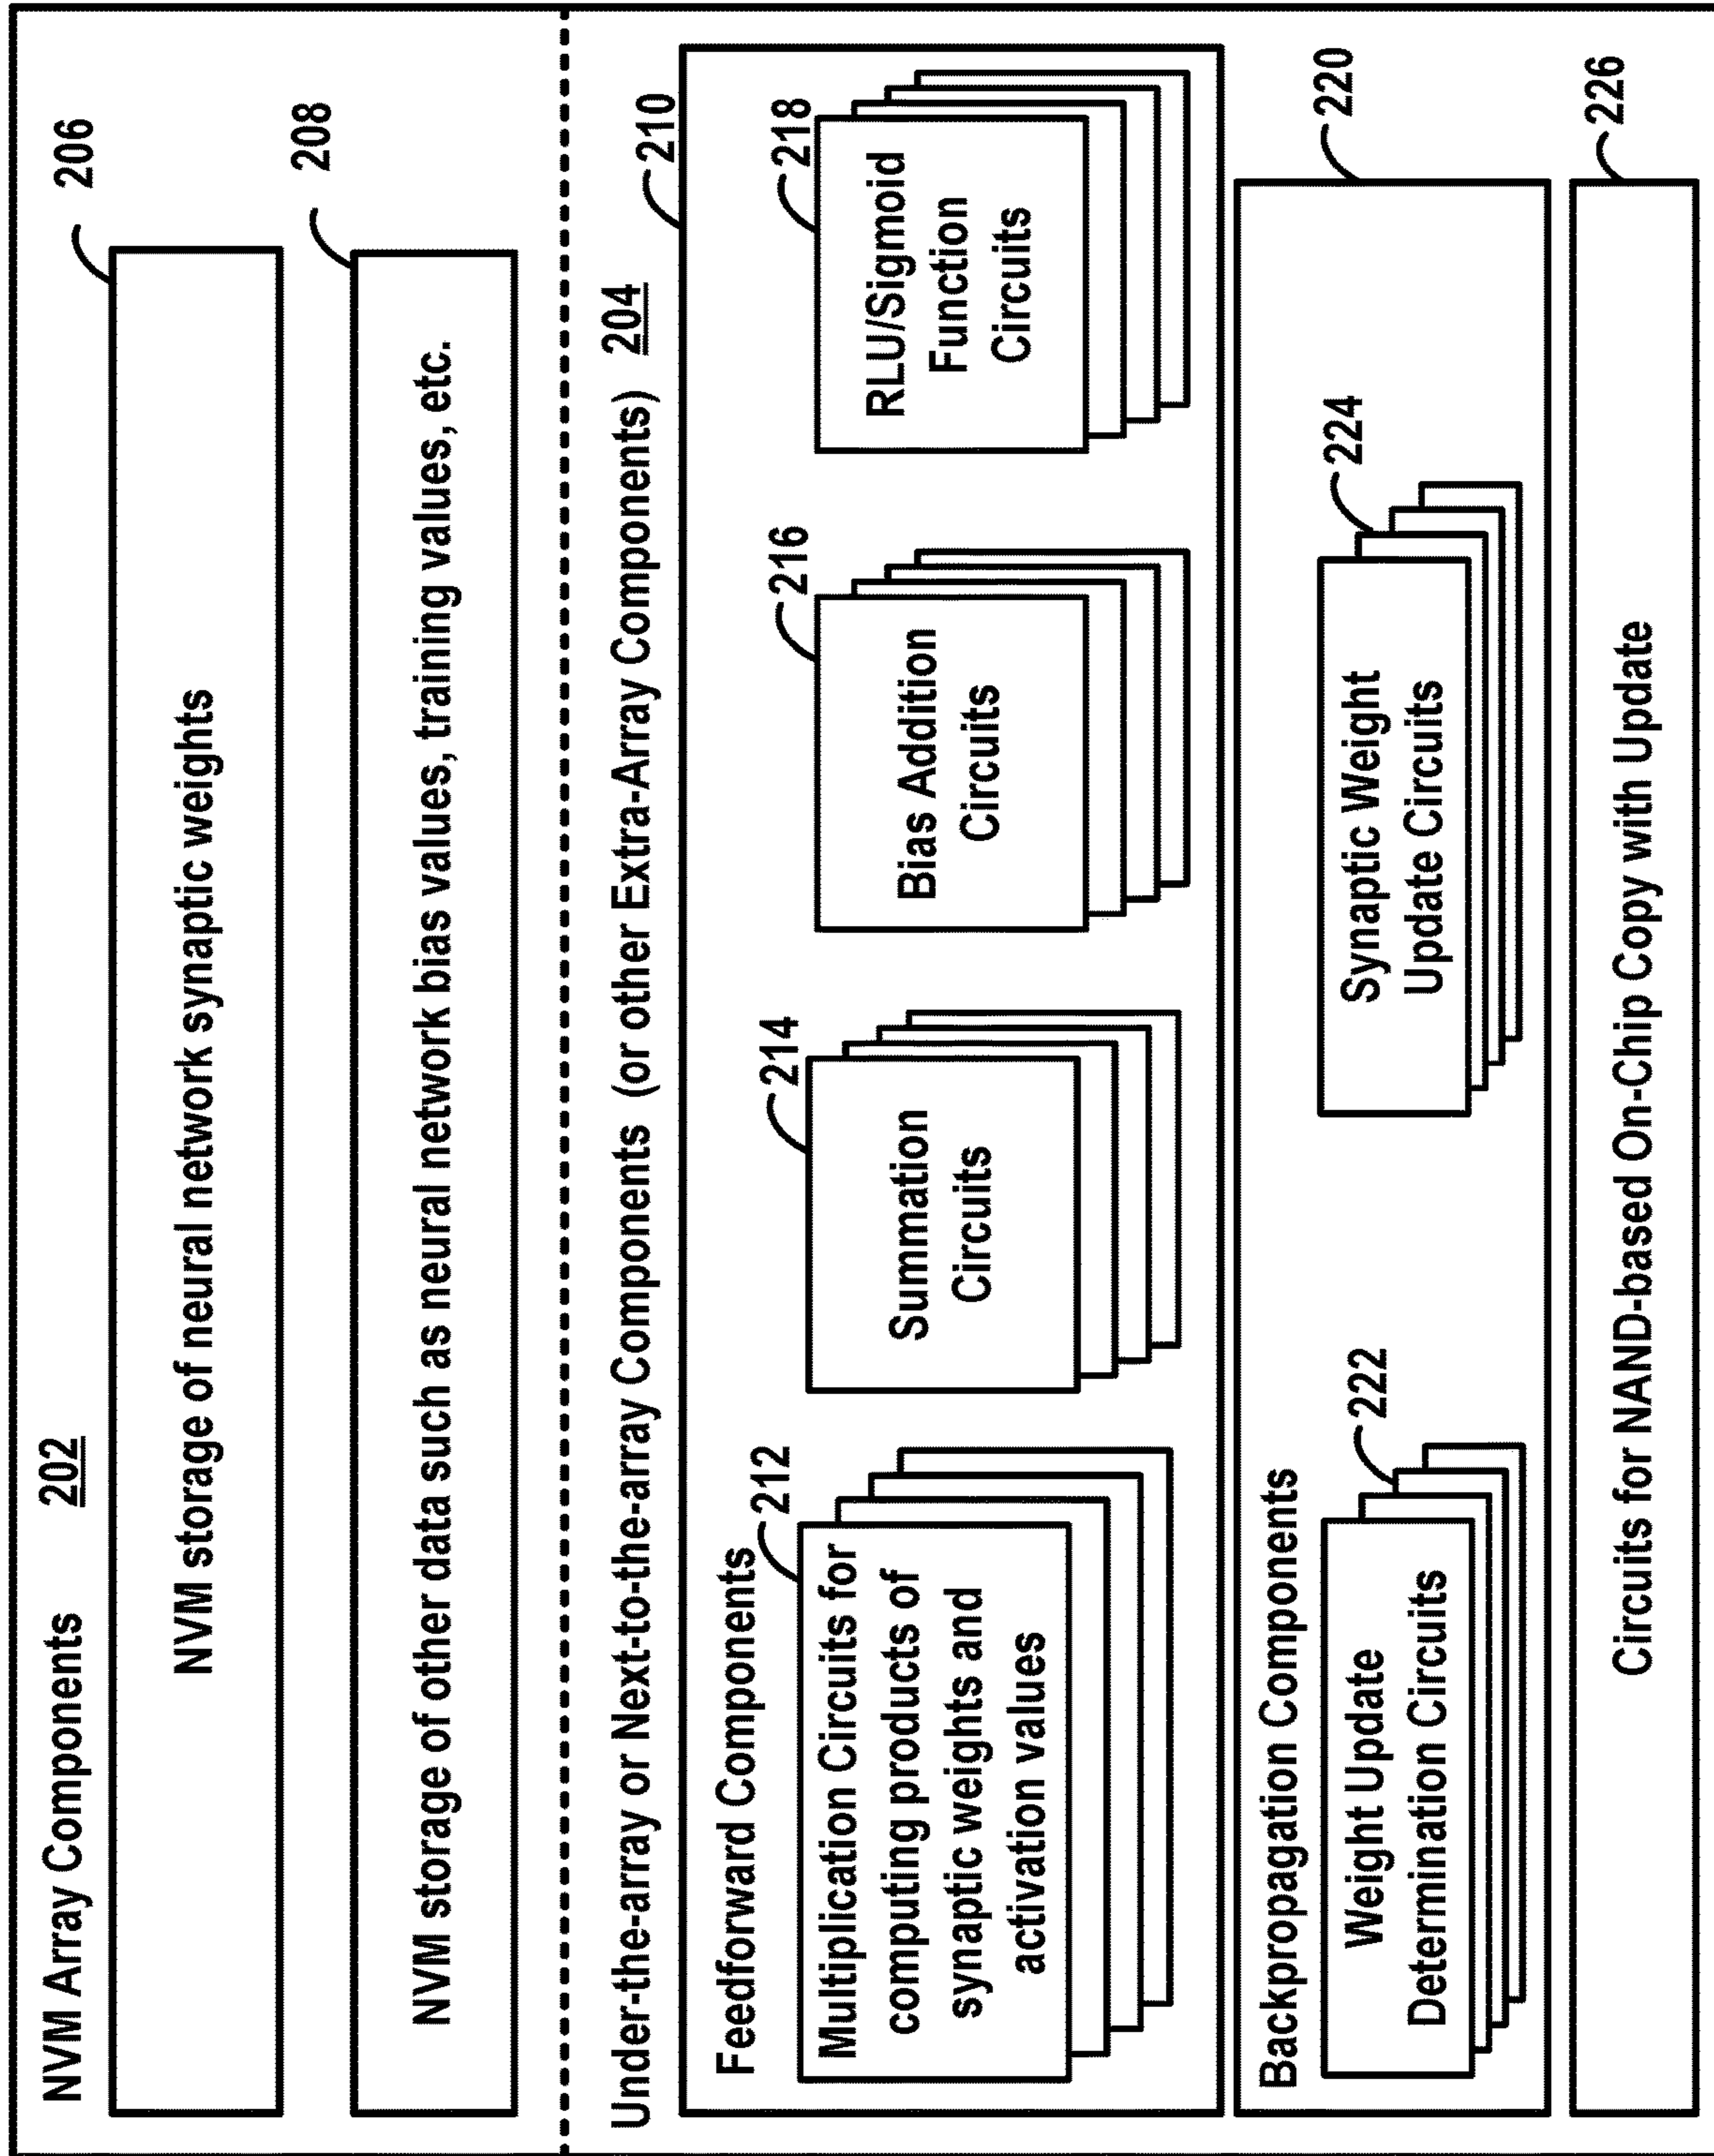 NVM Array Components 202
206
NVM storage of neural network synaptic weights
208
NVM storage of other data such as neural network bias values, training values, etc.
Under-the-array or Next-to-the-array Components (or other Extra-Array Components) 204
210
Feedforward Components
212
Multiplication Circuits for
computing products of
synaptic weights and
activation values
214
Summation
Circuits
216
Bias Addition
Circuits
218
RLU/Sigmoid
Function
Circuits
220
Backpropagation Components
222
Weight Update
Determination Circuits
224
Synaptic Weight
Update Circuits
226
Circuits for NAND-based On-Chip Copy with Update